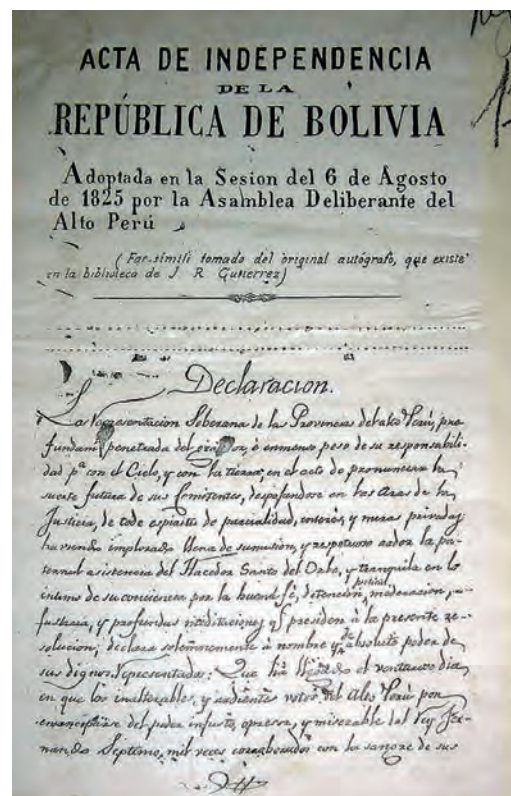 ACTA DE INDEPENDENCIA
DE LA
REPÚBLICA DE BOLIVIA
Adoptada en la Sesion del 6 de Agosto
de 1825 por la Asamblea Deliberante del
Alto Perú
(Far-simili tomado del original autógrafo, que existe
en la biblioteca de J. R. Gutierrez)
Declaracion.
La Representacion Soberana de las Provincias del alto Perú, pro
fundamte penetrada del grandor, é inmenso peso de su responsabili-
dad pa con el Cielo, y con la tierra, en el acto de pronunciar la
suerte futura de sus Comitentes, despojandose en las Aras de la
Justicia, de todo espiritu de parcialidad, interés, y miras privadas;
haviendo implorado llena de sumision, y respetuoso ardor la pa-
ternal asistencia del Hacedor Santo del Orbe, y tranquila en lo
intimo de su conciencia por la buena fé, detencion, moderacion,
justicia, y profundas meditaciones qe presiden á la presente re-
solucion; declara solemnemente á nombre y absoluto poder de
sus dignos Representados: Que há llegado el venturoso dia
en que los inalterables, y ardientes votos del Alto Perú por
emanciparse del poder injusto, opresor, y miserable del Rey Fer-
nando Septimo, mil veces corroborados con la sangre de sus